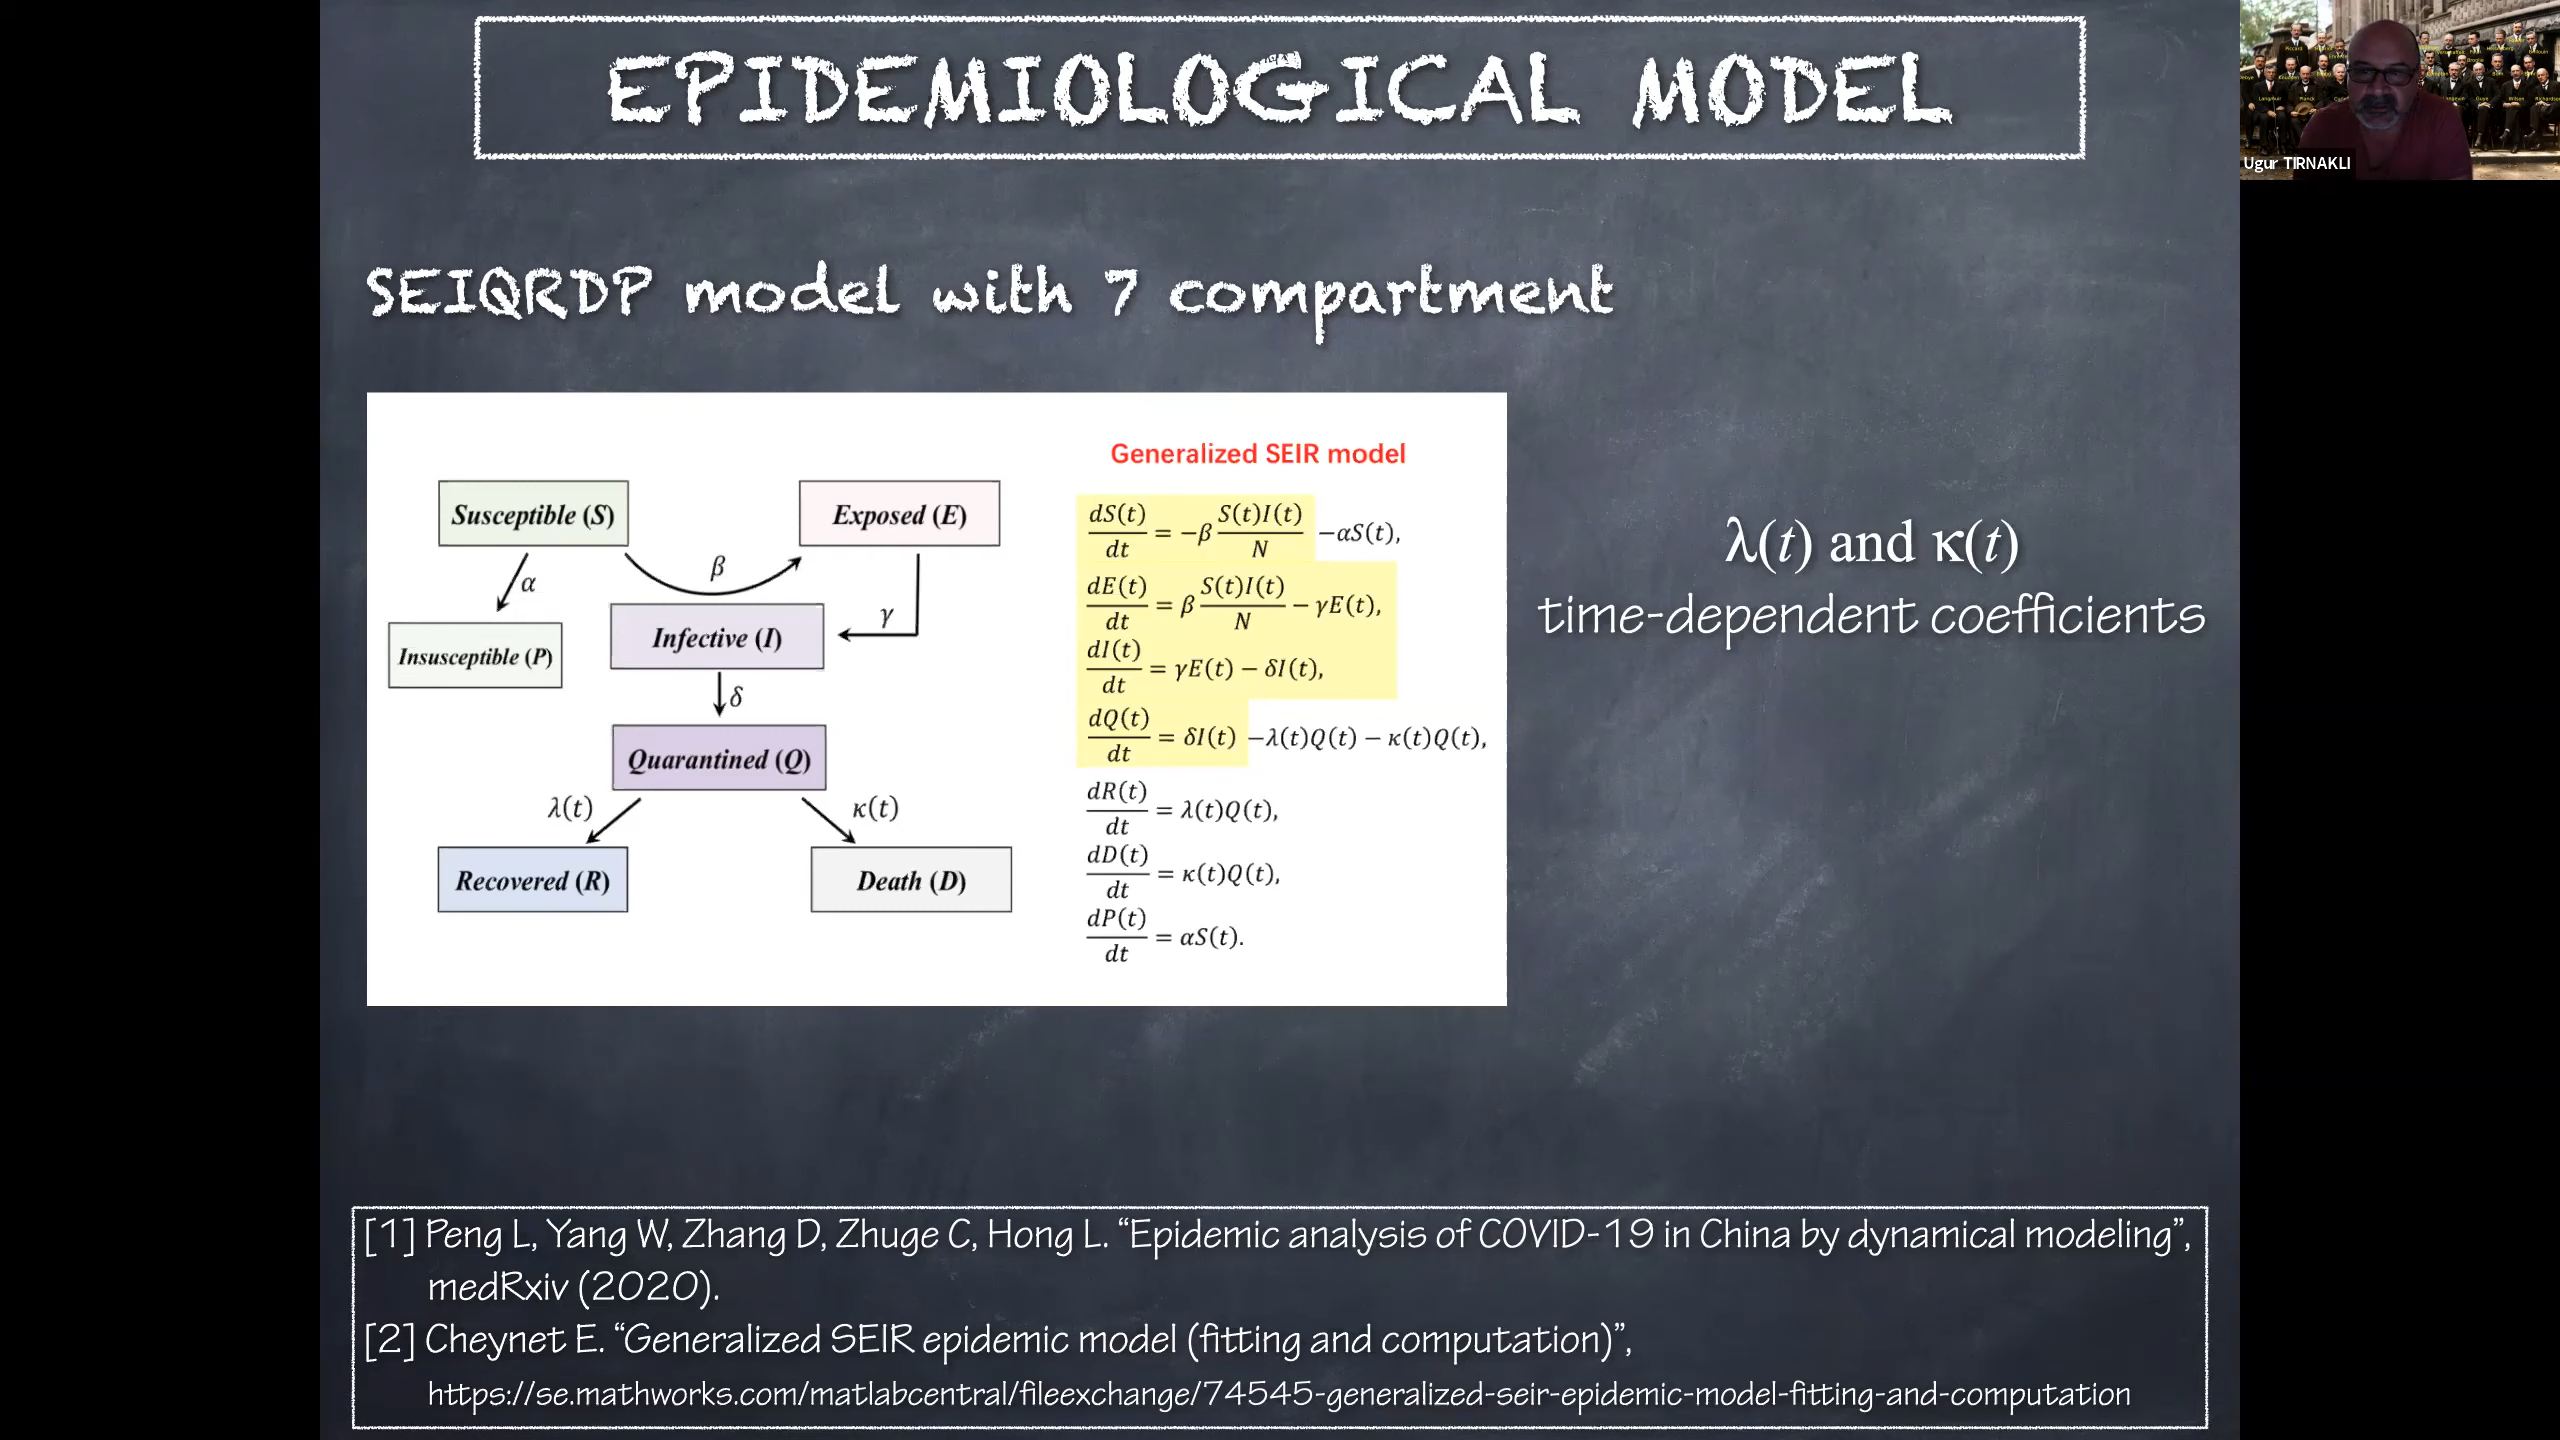 EPIDEMIOLOGICAL MODEL
Ugur TIRNAKLI
SEIQRDP model with 7 compartment
Generalized SEIR model
Susceptible (S)
Exposed (E)
α
β
γ
Insusceptible (P)
Infective (I)
δ
Quarantined (Q)
λ(t)
κ(t)
Recovered (R)
Death (D)
dS(t)/dt = −β S(t)I(t)/N −αS(t),
dE(t)/dt = β S(t)I(t)/N − γE(t),
dI(t)/dt = γE(t) − δI(t),
dQ(t)/dt = δI(t) −λ(t)Q(t) − κ(t)Q(t),
dR(t)/dt = λ(t)Q(t),
dD(t)/dt = κ(t)Q(t),
dP(t)/dt = αS(t).
λ(t) and κ(t)
time-dependent coefficients
[1] Peng L, Yang W, Zhang D, Zhuge C, Hong L. “Epidemic analysis of COVID-19 in China by dynamical modeling”,
medRxiv (2020).
[2] Cheynet E. “Generalized SEIR epidemic model (fitting and computation)”,
https://se.mathworks.com/matlabcentral/fileexchange/74545-generalized-seir-epidemic-model-fitting-and-computation